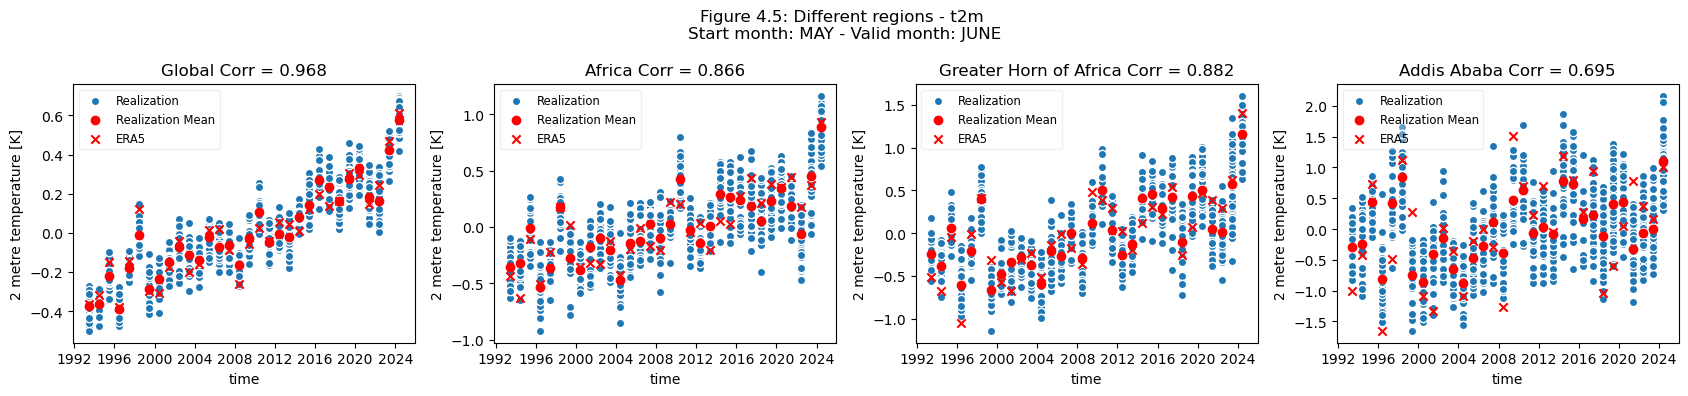 Figure 4.5: Different regions - t2m
Start month: MAY - Valid month: JUNE
Global Corr = 0.968
2 metre temperature [K]
0.6
0.4
0.2
0.0
−0.2
−0.4
Realization
Realization Mean
ERA5
1992 1996 2000 2004 2008 2012 2016 2020 2024
time
Africa Corr = 0.866
2 metre temperature [K]
1.0
0.5
0.0
−0.5
−1.0
Realization
Realization Mean
ERA5
1992 1996 2000 2004 2008 2012 2016 2020 2024
time
Greater Horn of Africa Corr = 0.882
2 metre temperature [K]
1.5
1.0
0.5
0.0
−0.5
−1.0
Realization
Realization Mean
ERA5
1992 1996 2000 2004 2008 2012 2016 2020 2024
time
Addis Ababa Corr = 0.695
2 metre temperature [K]
2.0
1.5
1.0
0.5
0.0
−0.5
−1.0
−1.5
Realization
Realization Mean
ERA5
1992 1996 2000 2004 2008 2012 2016 2020 2024
time